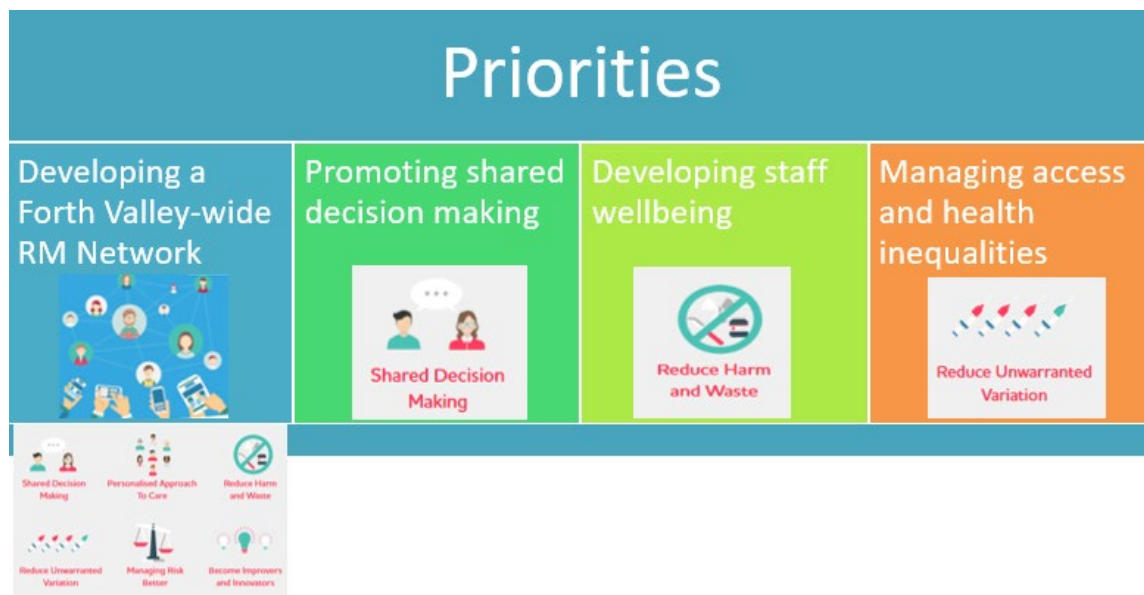 Priorities
Developing a
Forth Valley-wide
RM Network
Promoting shared
decision making
Shared Decision
Making
Developing staff
wellbeing
Reduce Harm
and Waste
Managing access
and health
inequalities
Reduce Unwarranted
Variation
Shared Decision
Making
Personalised Approach
To Care
Reduce Harm
and Waste
Reduce Unwarranted
Variation
Managing Risk
Better
Become Improvers
and Innovators